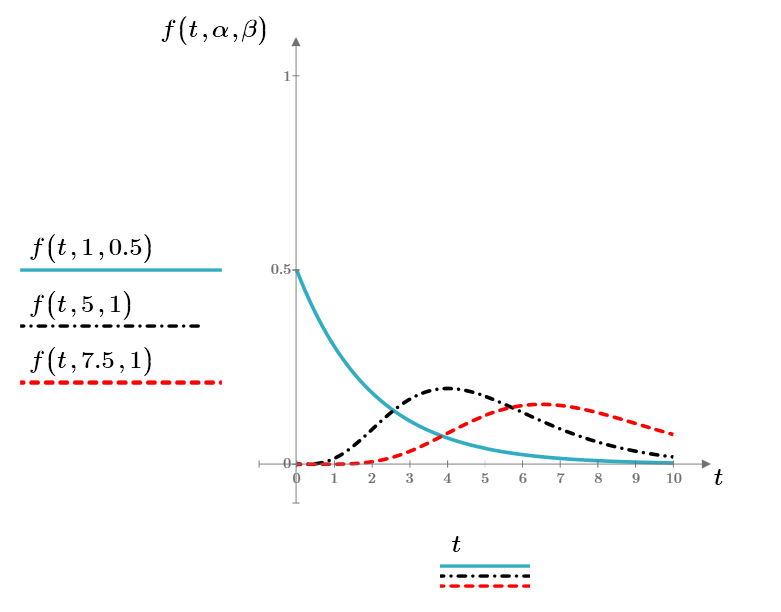 f(t,α,β)
1
f(t,1,0.5)
0.5
f(t,5,1)
f(t,7.5,1)
0
0 1 2 3 4 5 6 7 8 9 10 t
t